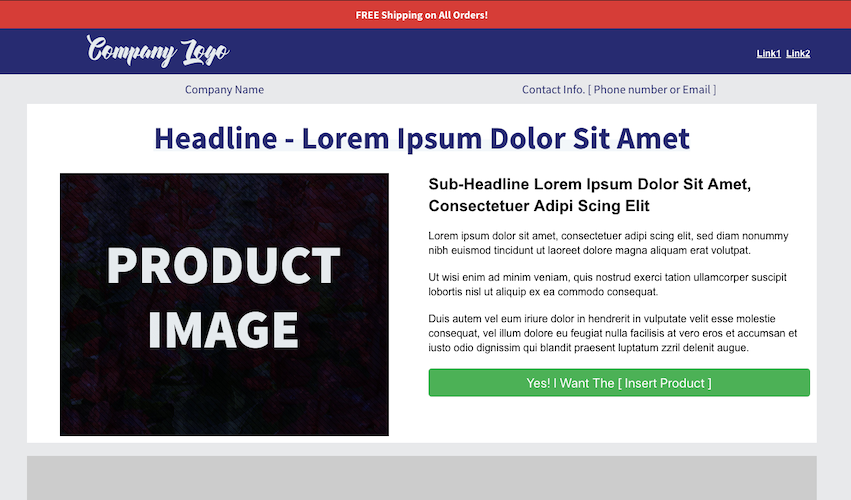 FREE Shipping on All Orders!
Company Logo
Link1 Link2
Company Name
Contact Info. [ Phone number or Email ]
Headline - Lorem Ipsum Dolor Sit Amet
PRODUCT
IMAGE
Sub-Headline Lorem Ipsum Dolor Sit Amet,
Consectetuer Adipi Scing Elit
Lorem ipsum dolor sit amet, consectetuer adipi scing elit, sed diam nonummy
nibh euismod tincidunt ut laoreet dolore magna aliquam erat volutpat.
Ut wisi enim ad minim veniam, quis nostrud exerci tation ullamcorper suscipit
lobortis nisl ut aliquip ex ea commodo consequat.
Duis autem vel eum iriure dolor in hendrerit in vulputate velit esse molestie
consequat, vel illum dolore eu feugiat nulla facilisis at vero eros et accumsan et
iusto odio dignissim qui blandit praesent luptatum zzril delenit augue.
Yes! I Want The [ Insert Product ]